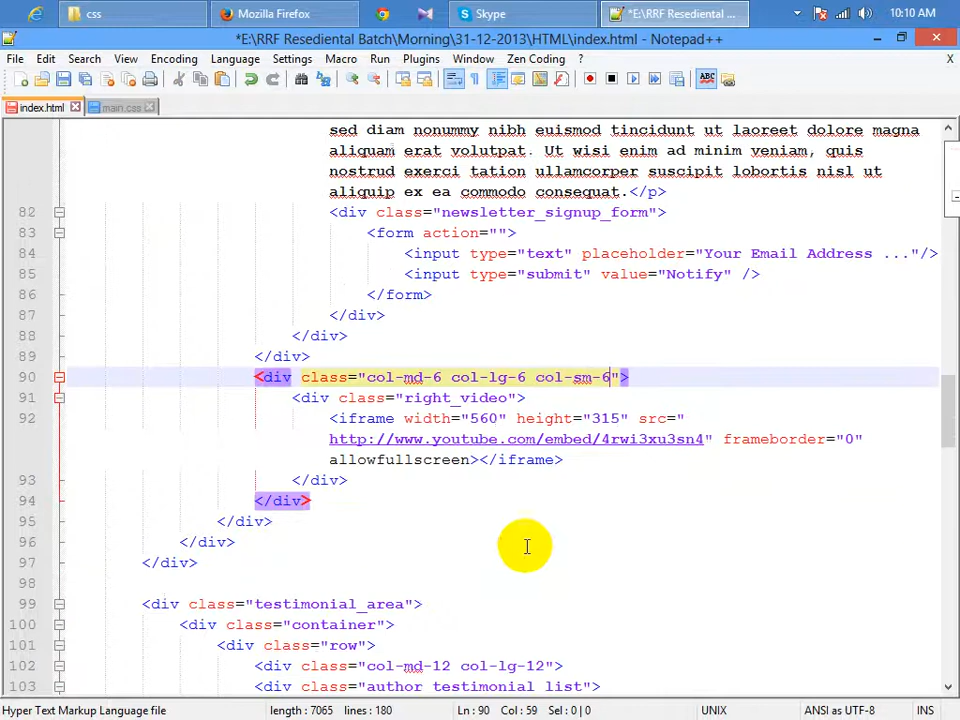 css
Mozilla Firefox
Skype
*E:\RRF Resedental ...
10:10 AM
*E:\RRF Resediental Batch\Morning\31-12-2013\HTML\index.html - Notepad++
File Edit Search View Encoding Language Settings Macro Run Plugins Window Zen Coding ? X
index.html main.css
sed diam nonummy nibh euismod tincidunt ut laoreet dolore magna
aliquam erat volutpat. Ut wisi enim ad minim veniam, quis
nostrud exerci tation ullamcorper suscipit lobortis nisl ut
aliquip ex ea commodo consequat.</p>
82 <div class="newsletter_signup_form">
83 <form action="">
84 <input type="text" placeholder="Your Email Address ..."/>
85 <input type="submit" value="Notify" />
86 </form>
87 </div>
88 </div>
89 </div>
90 <div class="col-md-6 col-lg-6 col-sm-6">
91 <div class="right_video">
92 <iframe width="560" height="315" src="
http://www.youtube.com/embed/4rwi3xu3sn4" frameborder="0"
allowfullscreen></iframe>
93 </div>
94 </div>
95 </div>
96 </div>
97 </div>
98
99 <div class="testimonial_area">
100 <div class="container">
101 <div class="row">
102 <div class="col-md-12 col-lg-12">
103 <div class="author testimonial list">
Hyper Text Markup Language file length : 7065 lines : 180 Ln : 90 Col : 59 Sel : 0 | 0 UNIX ANSI as UTF-8 INS